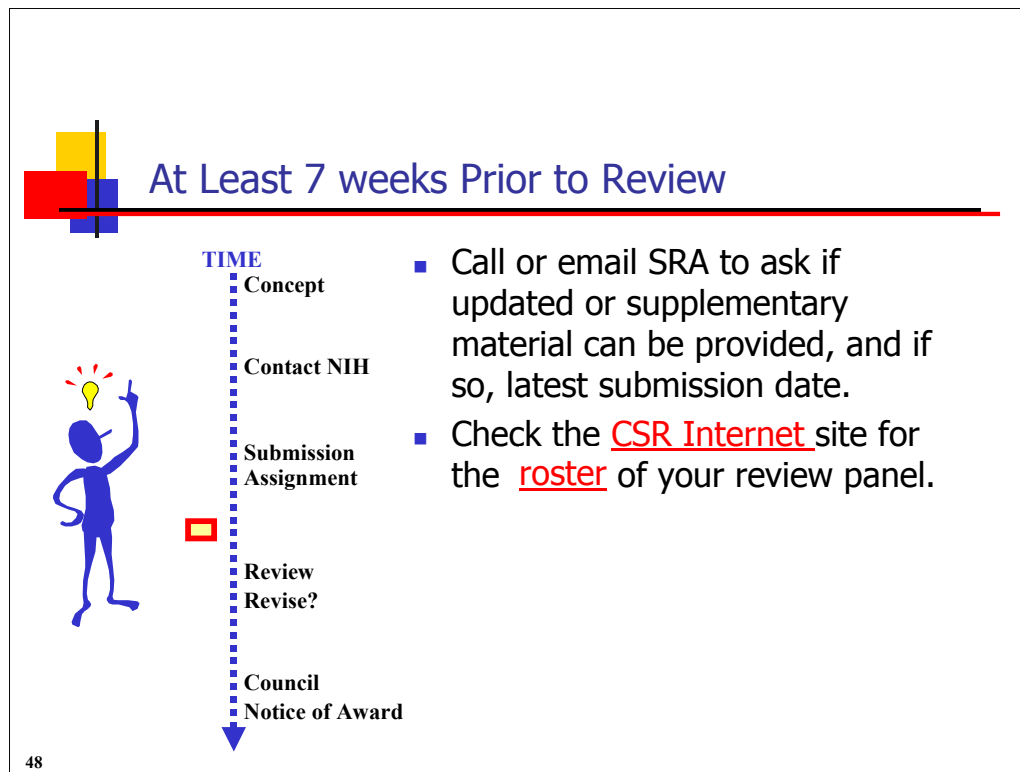 At Least 7 weeks Prior to Review
TIME
Concept
Contact NIH
Submission
Assignment
Review
Revise?
Council
Notice of Award
Call or email SRA to ask if
updated or supplementary
material can be provided, and if
so, latest submission date.
Check the CSR Internet site for
the roster of your review panel.
48